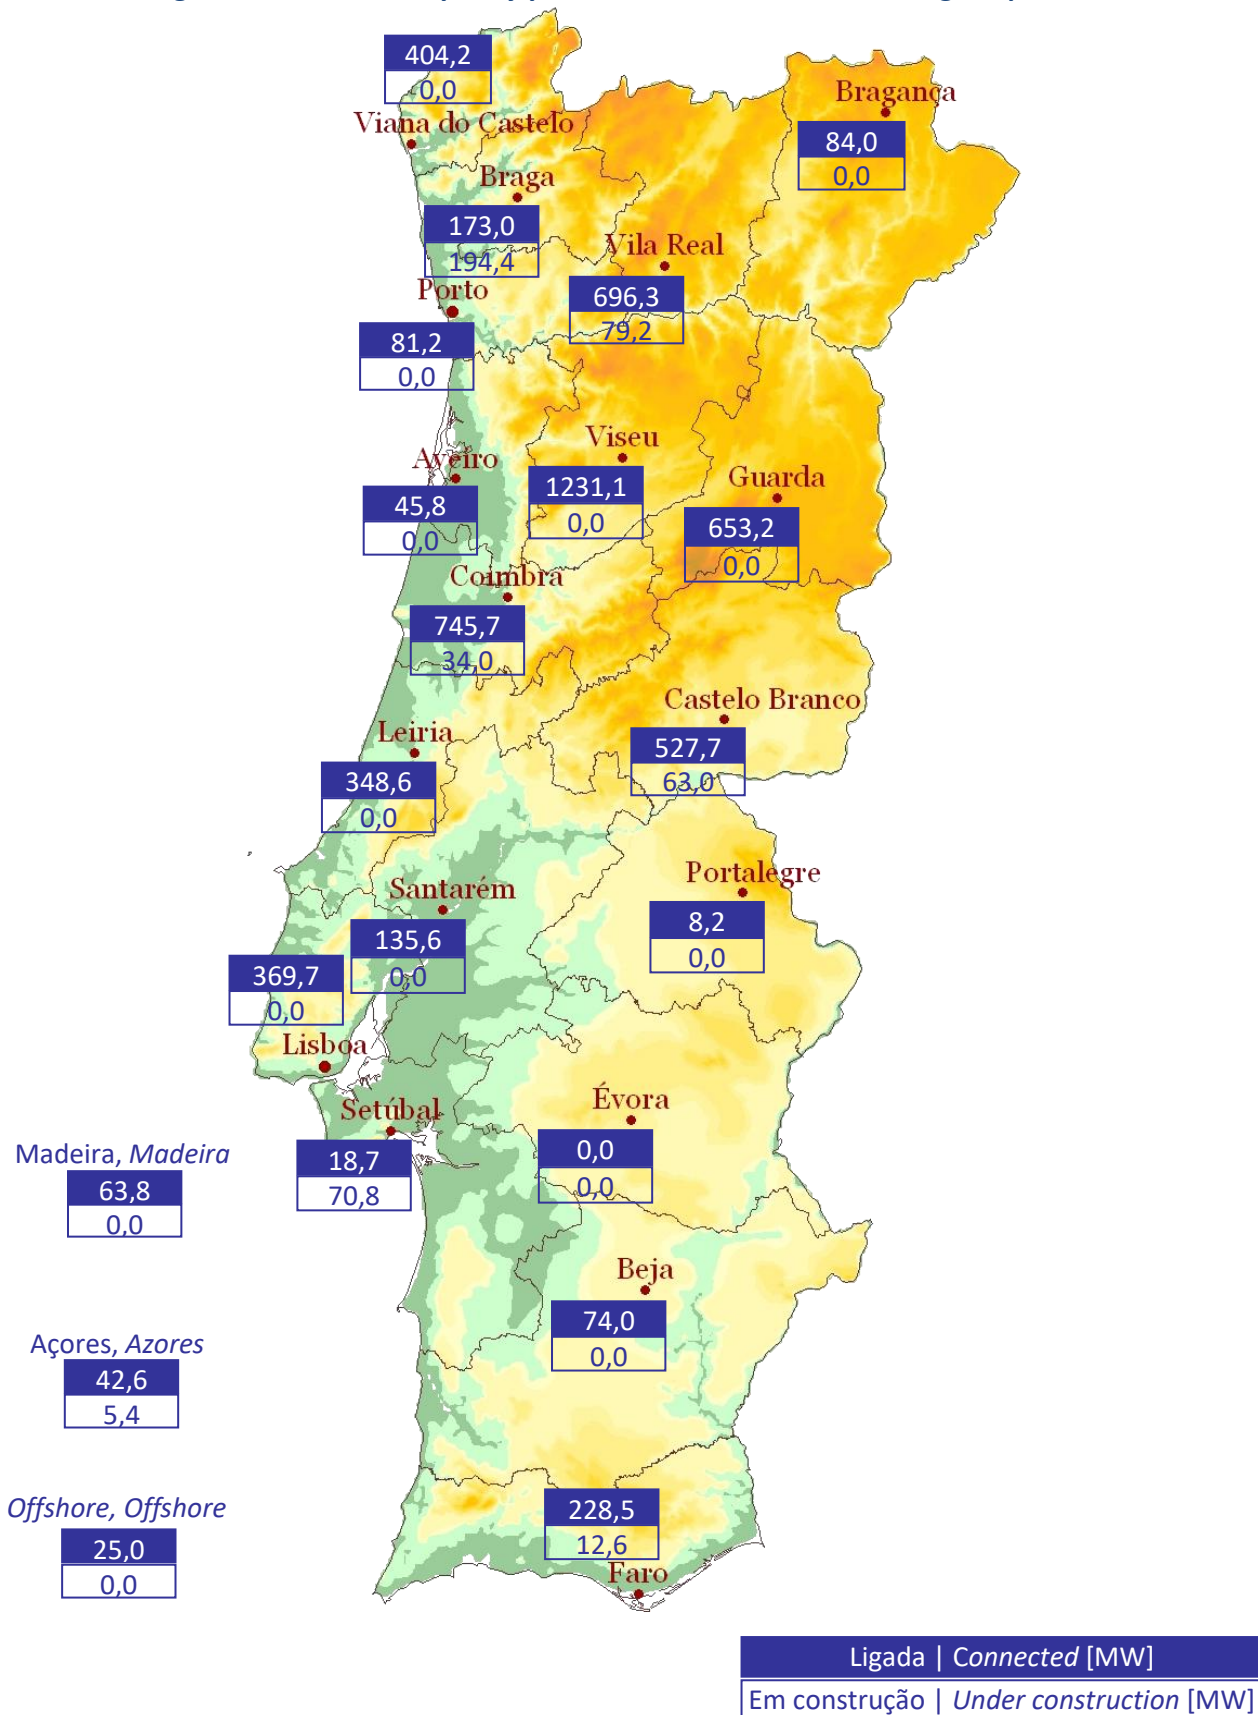 404,2
0,0
Viana do Castelo
Bragança
84,0
0,0
Braga
173,0
194,4
Vila Real
696,3
79,2
Porto
81,2
0,0
Viseu
1231,1
0,0
Aveiro
45,8
0,0
Guarda
653,2
0,0
Coimbra
745,7
34,0
Castelo Branco
527,7
63,0
Leiria
348,6
0,0
Portalegre
8,2
0,0
Santarém
135,6
0,0
369,7
0,0
Lisboa
Évora
0,0
0,0
Setúbal
18,7
70,8
Madeira, Madeira
63,8
0,0
Beja
74,0
0,0
Açores, Azores
42,6
5,4
Offshore, Offshore
25,0
0,0
228,5
12,6
Faro
Ligada | Connected [MW]
Em construção | Under construction [MW]